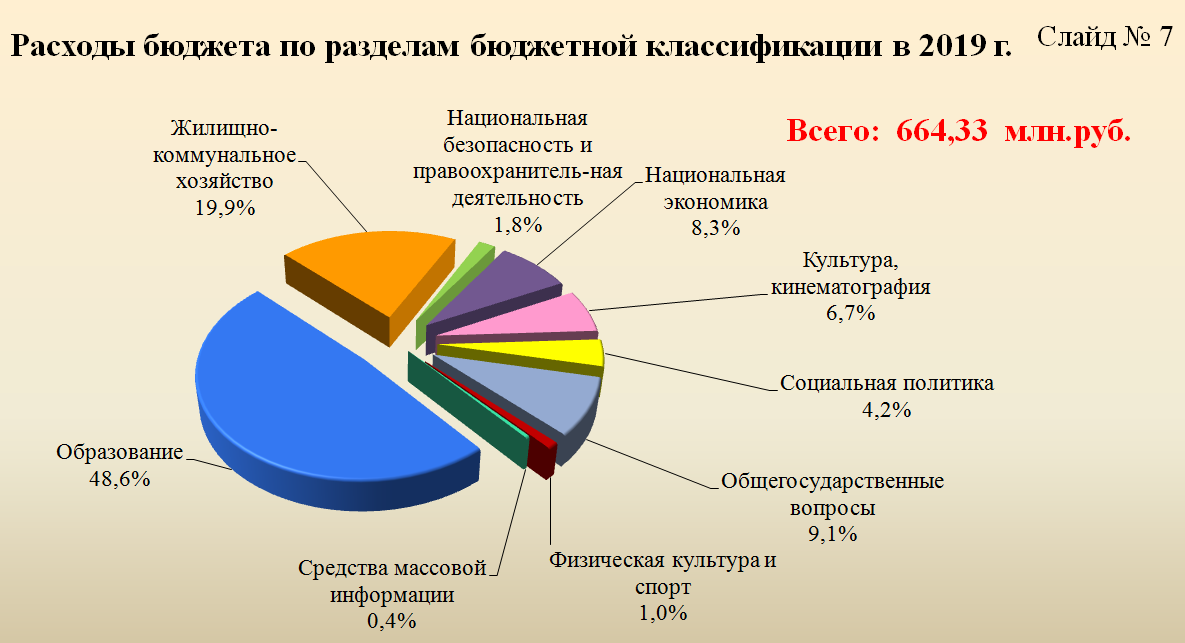 Расходы бюджета по разделам бюджетной классификации в 2019 г.
Слайд № 7
Всего: 664,33 млн.руб.
Жилищно-
коммунальное
хозяйство
19,9%
Национальная
безопасность и
правоохранитель-ная
деятельность
1,8%
Национальная
экономика
8,3%
Культура,
кинематография
6,7%
Социальная политика
4,2%
Общегосударственные
вопросы
9,1%
Физическая культура и
спорт
1,0%
Средства массовой
информации
0,4%
Образование
48,6%